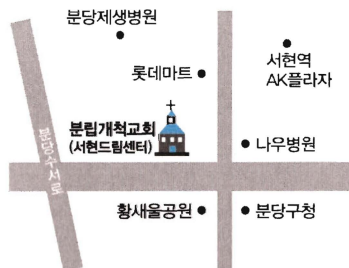 분당제생병원
서현역
AK플라자
롯데마트
분립개척교회
(서현드림센터)
나우병원
분당수서로
황새울공원
분당구청